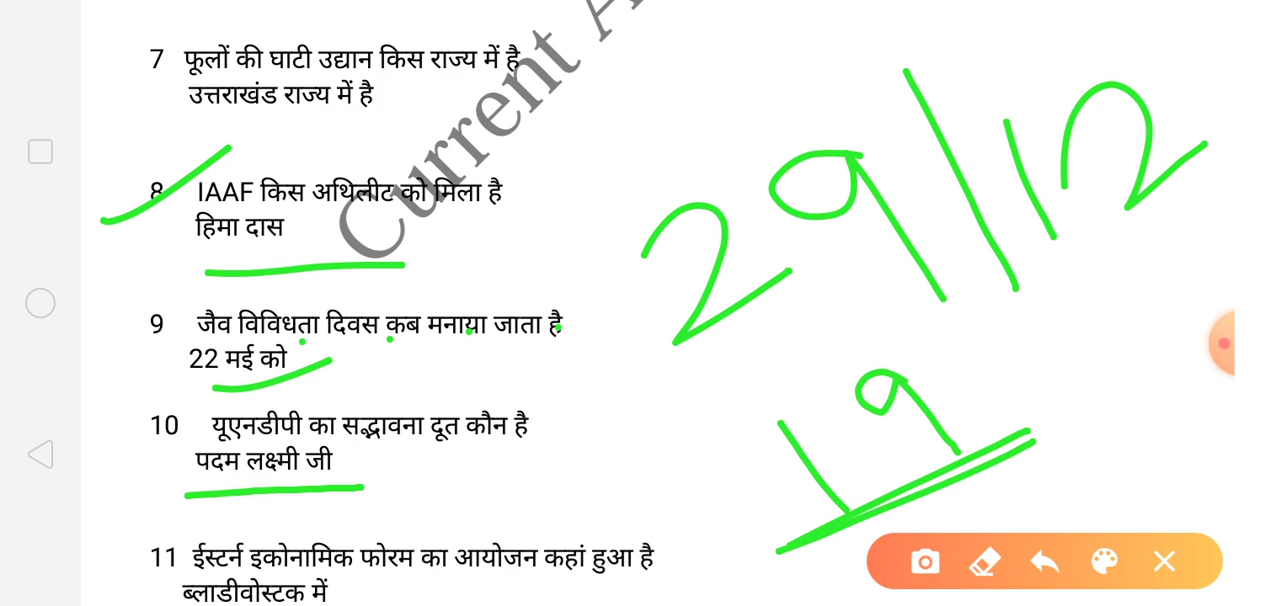 7 फूलों की घाटी उद्यान किस राज्य में है
उत्तराखंड राज्य में है
8 IAAF किस अथिलीट को मिला है
हिमा दास
9 जैव विविधता दिवस कब मनाया जाता है
22 मई को
10 यूएनडीपी का सद्भावना दूत कौन है
पदम लक्ष्मी जी
11 ईस्टर्न इकोनामिक फोरम का आयोजन कहां हुआ है
ब्लाडीवोस्टक में
Current A
29/12
19